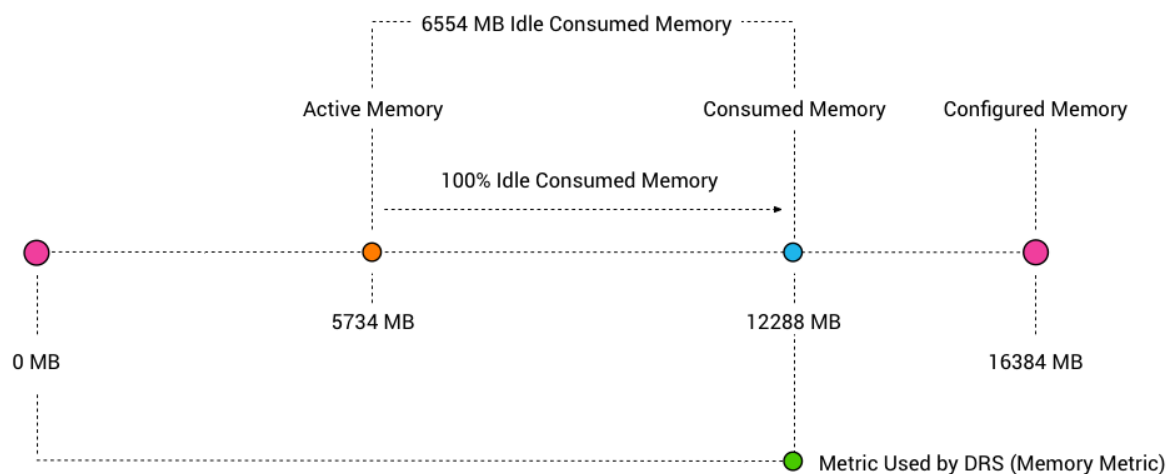 6554 MB Idle Consumed Memory
Active Memory
Consumed Memory
Configured Memory
100% Idle Consumed Memory
5734 MB
12288 MB
0 MB
16384 MB
Metric Used by DRS (Memory Metric)